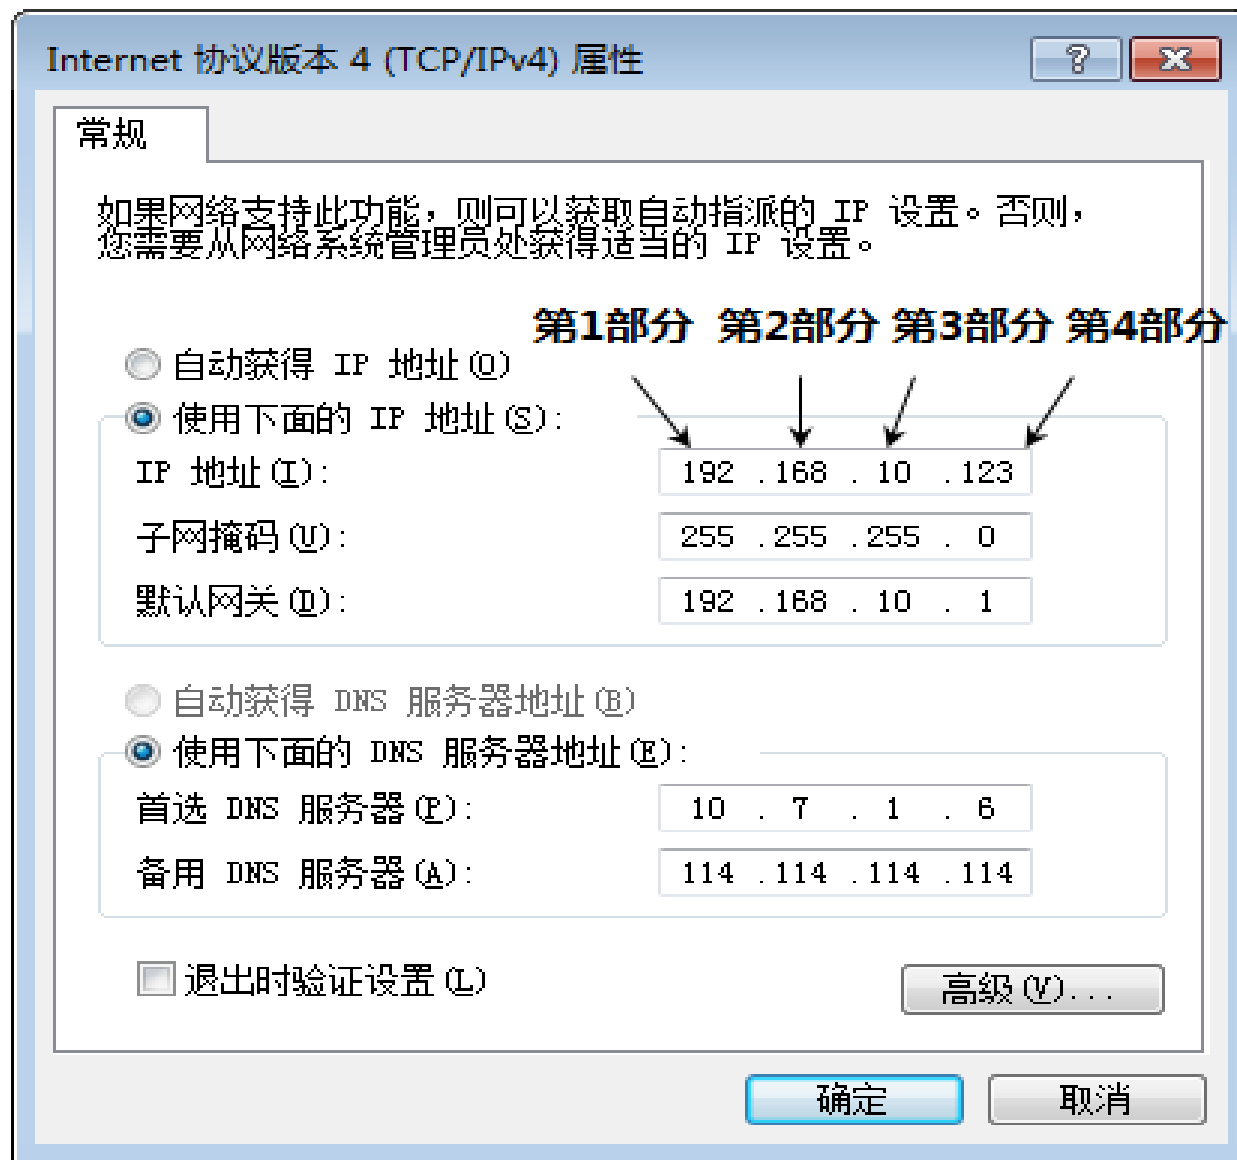 Internet 协议版本 4 (TCP/IPv4) 属性
?
常规
如果网络支持此功能，则可以获取自动指派的 IP 设置。否则，
您需要从网络系统管理员处获得适当的 IP 设置。
第1部分 第2部分 第3部分 第4部分
自动获得 IP 地址(O)
使用下面的 IP 地址(S):
IP 地址(I): 192 .168 . 10 .123
子网掩码(U): 255 .255 .255 . 0
默认网关(D): 192 .168 . 10 . 1
自动获得 DNS 服务器地址(B)
使用下面的 DNS 服务器地址(E):
首选 DNS 服务器(P): 10 . 7 . 1 . 6
备用 DNS 服务器(A): 114 .114 .114 .114
退出时验证设置(L)
高级(V)...
确定 取消